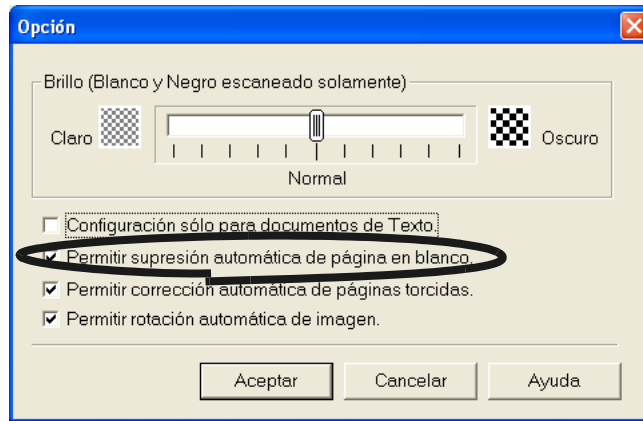 Opción
Brillo (Blanco y Negro escaneado solamente)
Claro
Oscuro
Normal
Configuración sólo para documentos de Texto.
Permitir supresión automática de página en blanco.
Permitir corrección automática de páginas torcidas.
Permitir rotación automática de imagen.
Aceptar
Cancelar
Ayuda